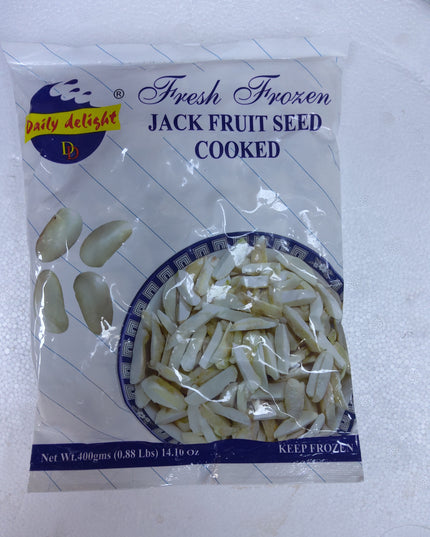 Daily delight ®
DD
Fresh Frozen
JACK FRUIT SEED
COOKED
Net Wt.400gms (0.88 Lbs) 14.10 Oz
KEEP FROZEN